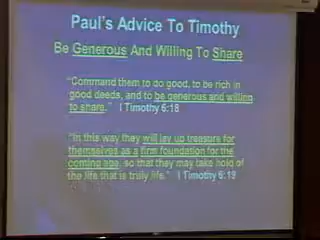 Paul's Advice To Timothy
Be Generous And Willing To Share
"Command them to do good, to be rich in
good deeds, and to be generous and willing
to share." I Timothy 6:18
"In this way they will lay up treasure for
themselves as a firm foundation for the
coming age, so that they may take hold of
the life that is truly life." I Timothy 6:19